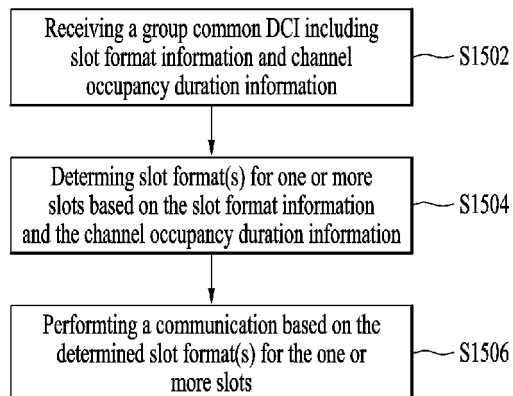 Receiving a group common DCI including
slot format information and channel
occupancy duration information
S1502
Determing slot format(s) for one or more
slots based on the slot format information
and the channel occupancy duration information
S1504
Performting a communication based on the
determined slot format(s) for the one or
more slots
S1506